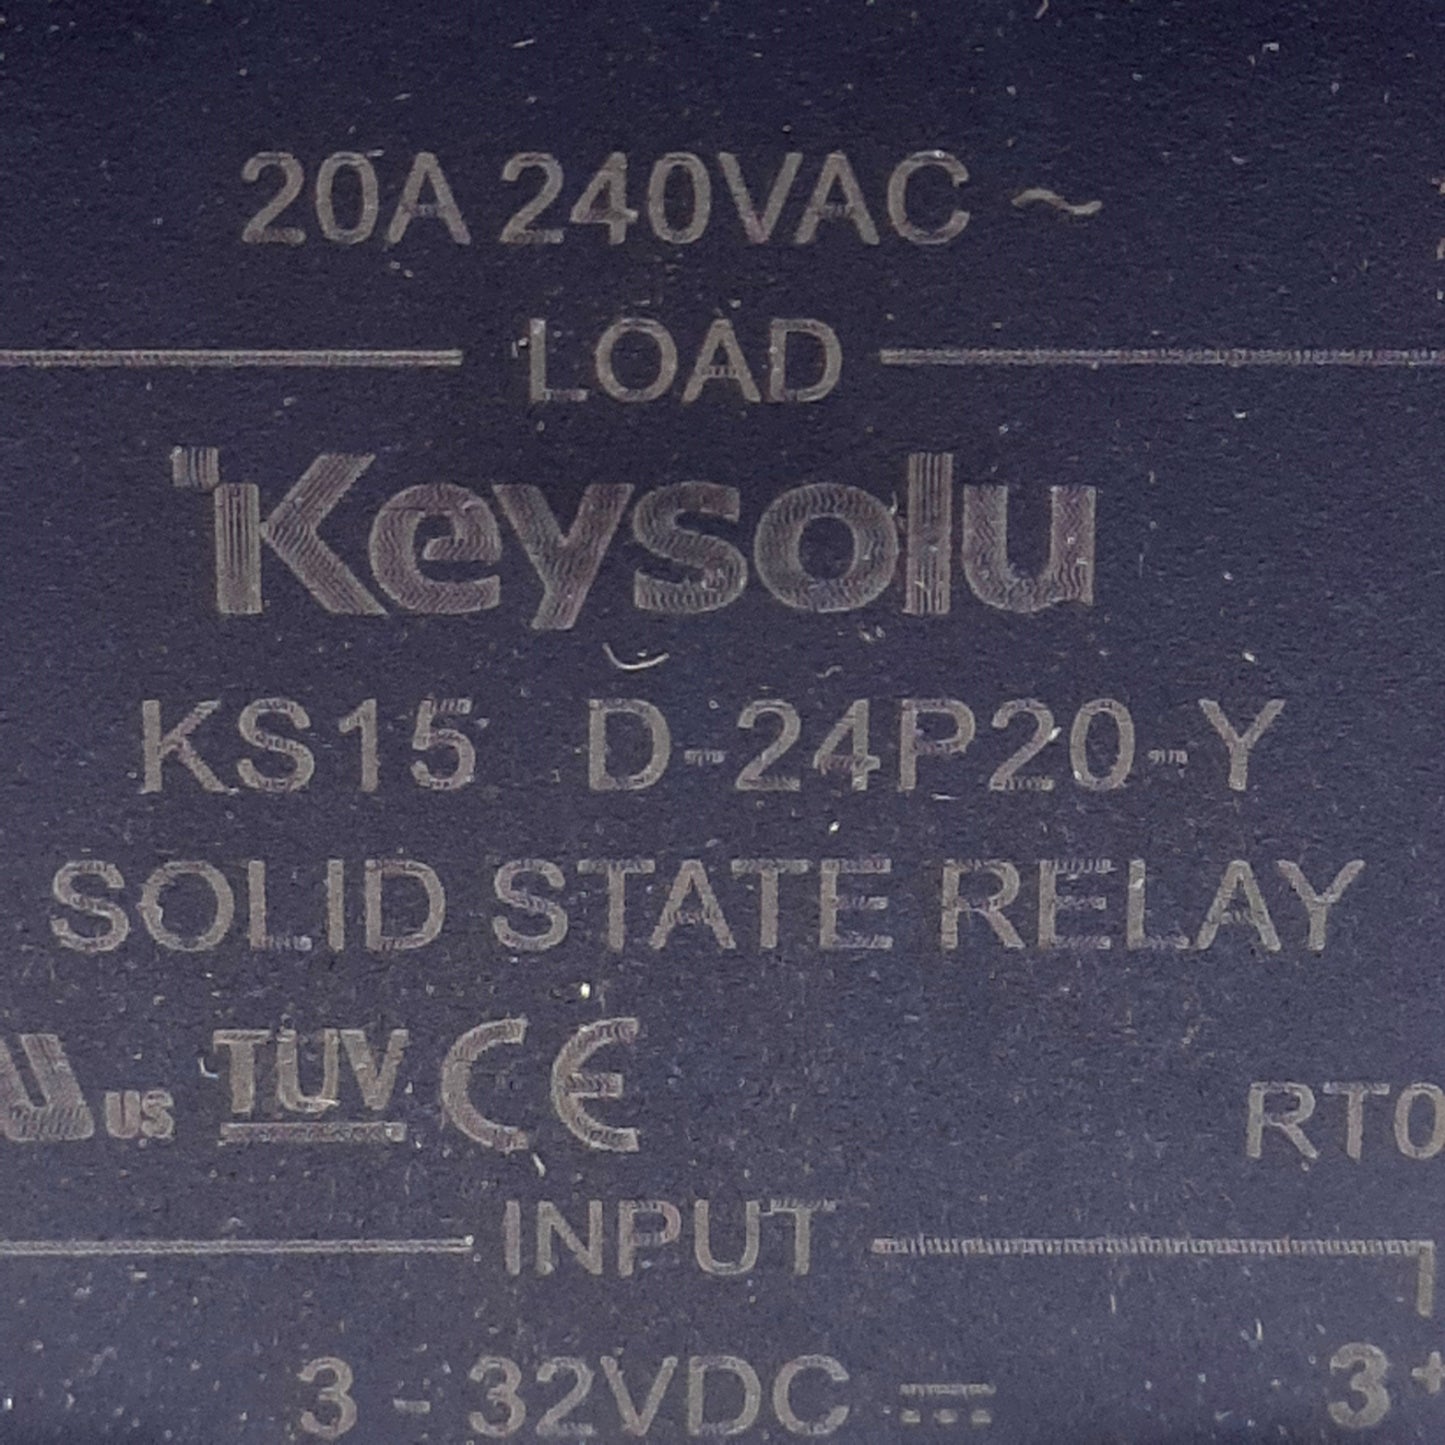 20A 240VAC ~
LOAD
Keysolu
KS15 D-24P20-Y
SOLID STATE RELAY
US TUV CE RT0
INPUT
3 - 32VDC
3+